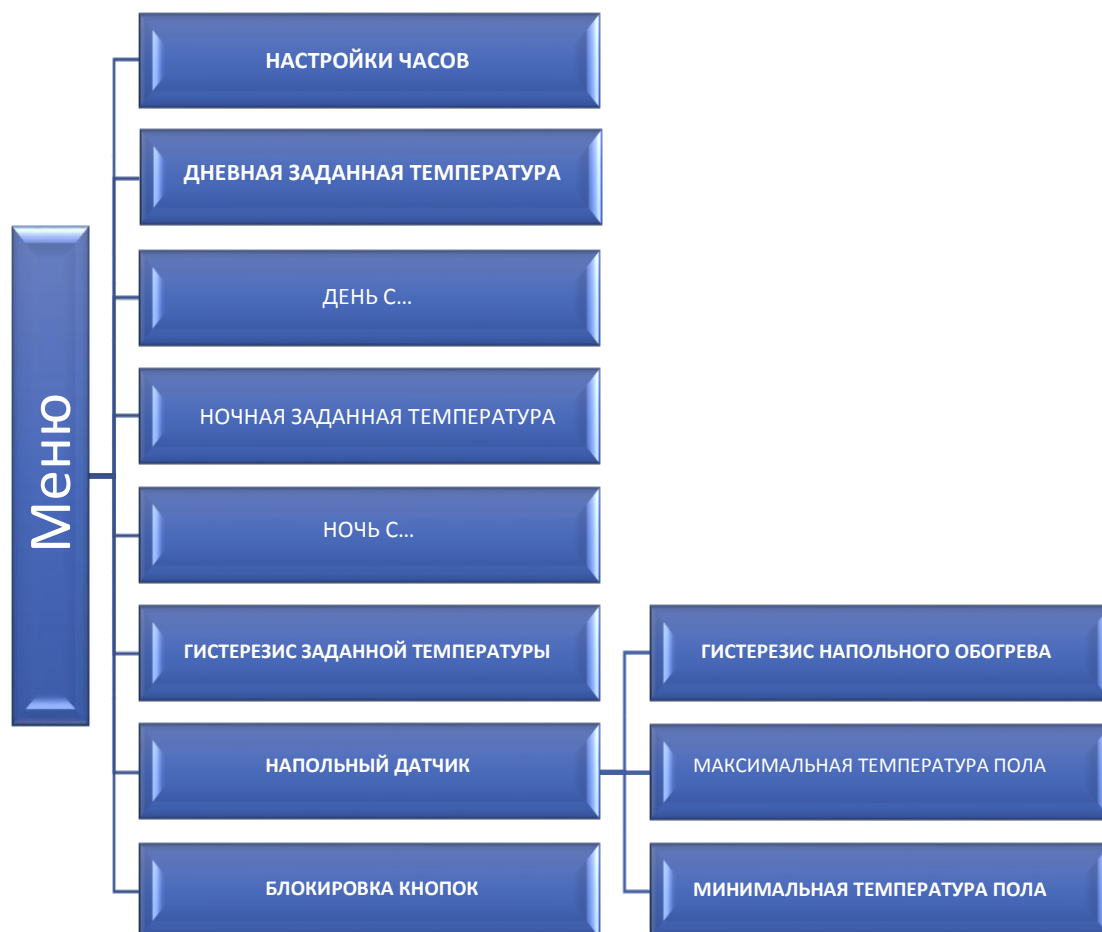 Меню
НАСТРОЙКИ ЧАСОВ
ДНЕВНАЯ ЗАДАННАЯ ТЕМПЕРАТУРА
ДЕНЬ С...
НОЧНАЯ ЗАДАННАЯ ТЕМПЕРАТУРА
НОЧЬ С...
ГИСТЕРЕЗИС ЗАДАННОЙ ТЕМПЕРАТУРЫ
НАПОЛЬНЫЙ ДАТЧИК
БЛОКИРОВКА КНОПОК
ГИСТЕРЕЗИС НАПОЛЬНОГО ОБОГРЕВА
МАКСИМАЛЬНАЯ ТЕМПЕРАТУРА ПОЛА
МИНИМАЛЬНАЯ ТЕМПЕРАТУРА ПОЛА